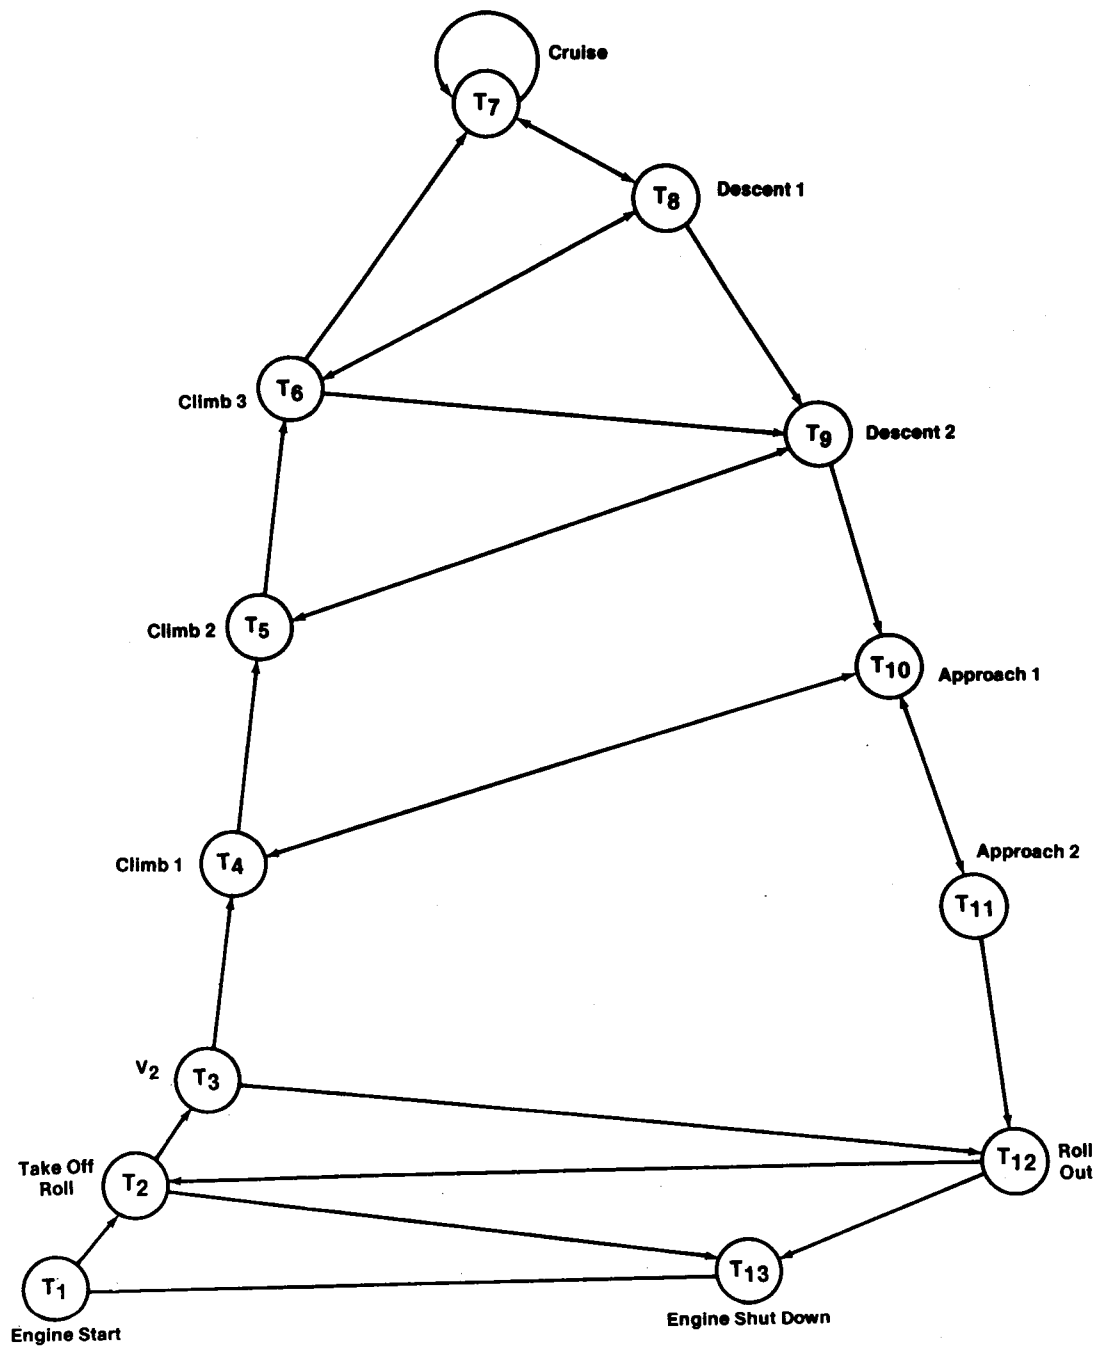 Cruise
T7
T8
Descent 1
T6
Climb 3
T9
Descent 2
T5
Climb 2
T10
Approach 1
T4
Climb 1
Approach 2
T11
V2
T3
T12
Roll
Out
Take Off
Roll
T2
T13
T1
Engine Shut Down
Engine Start